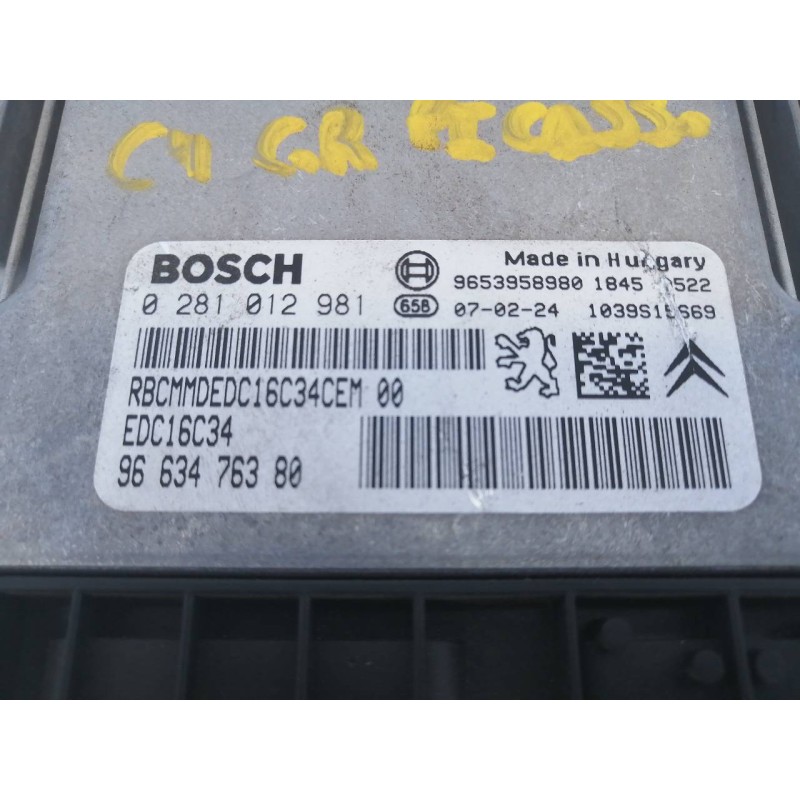 C4 GR PICASS.
BOSCH
Made in Hungary
9653958980 1845
0 281 012 981
658
07-02-24
RBCMMDEDC16C34CEM 00
EDC16C34
96 634 763 80